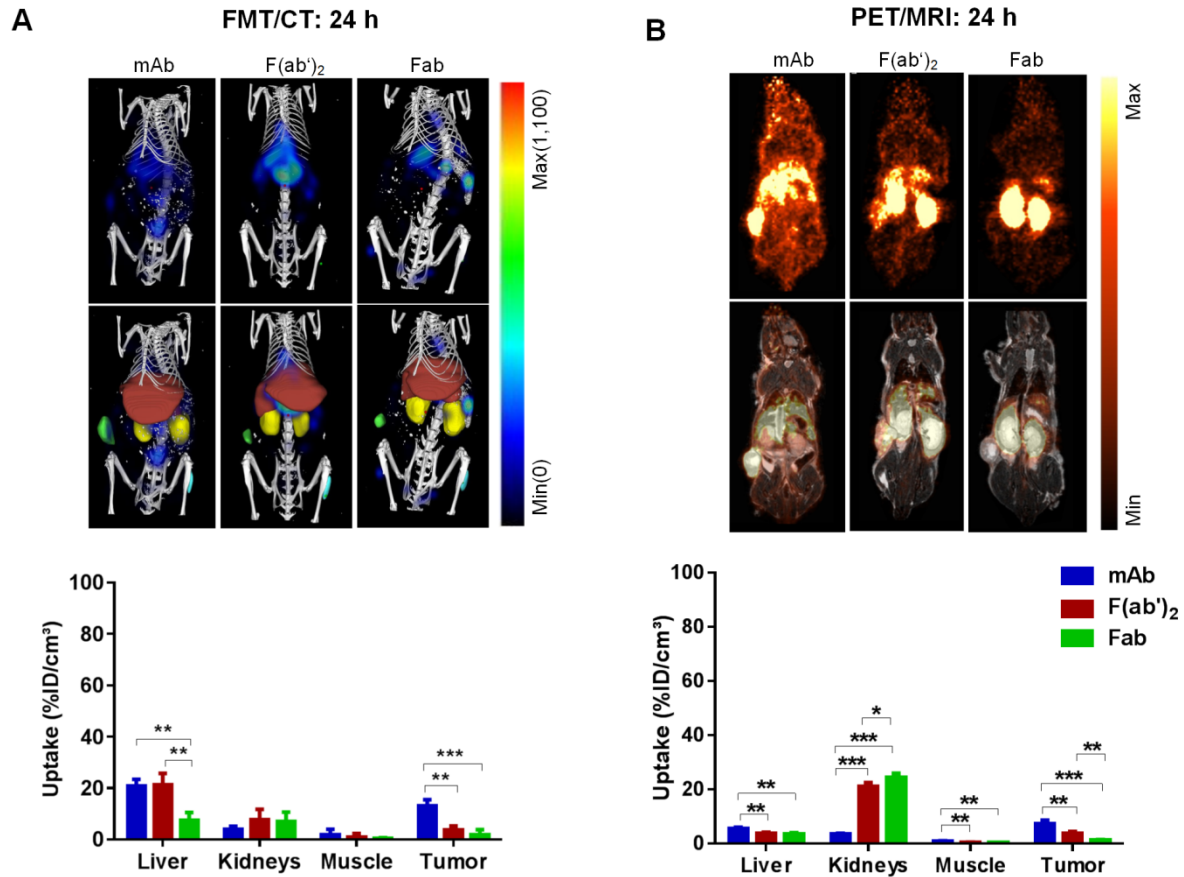 A
FMT/CT: 24 h
mAb
F(ab‘)₂
Fab
Max(1,100)
Min(0)
Uptake (%ID/cm³)
100
80
60
40
20
0
**
**
***
**
Liver
Kidneys
Muscle
Tumor
B
PET/MRI: 24 h
mAb
F(ab‘)₂
Fab
Max
Min
mAb
F(ab')₂
Fab
Uptake (%ID/cm³)
100
80
60
40
20
0
**
**
*
***
***
**
**
**
***
**
Liver
Kidneys
Muscle
Tumor